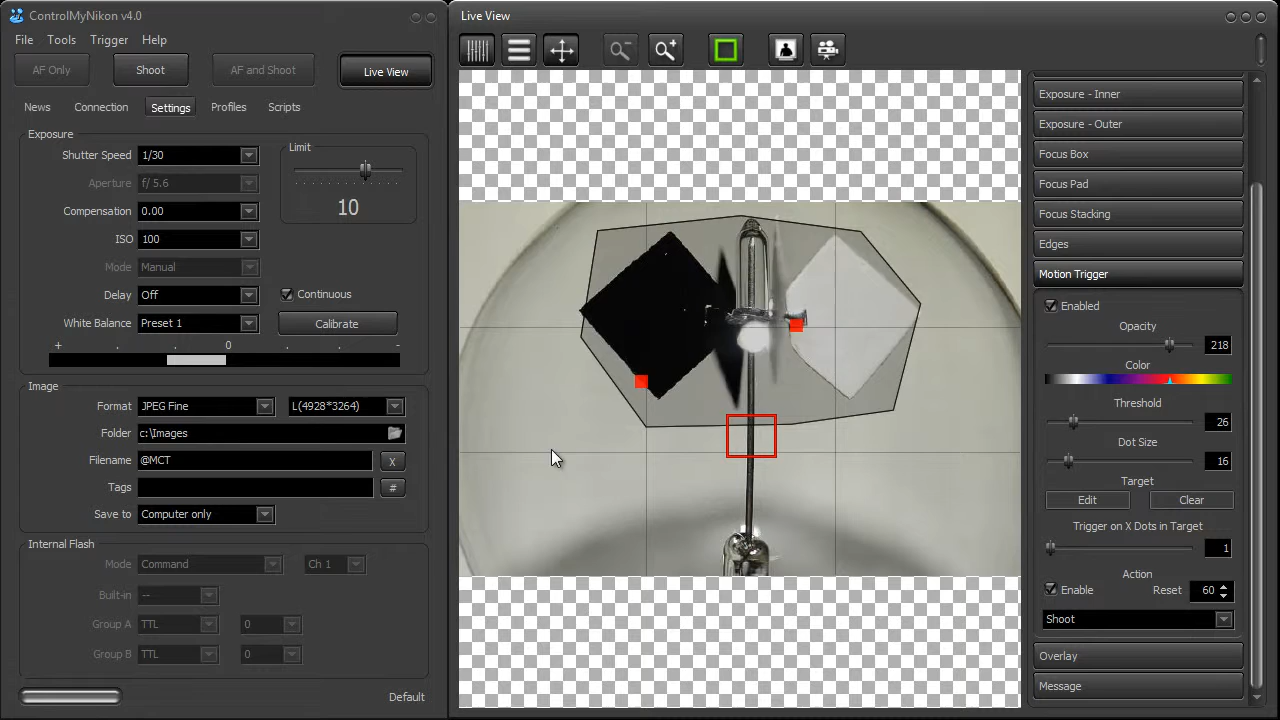 ControlMyNikon v4.0
File Tools Trigger Help
AF Only Shoot AF and Shoot Live View
News Connection Settings Profiles Scripts
Exposure
Shutter Speed 1/30
Aperture f/ 5.6
Compensation 0.00
ISO 100
Mode Manual
Delay Off
White Balance Preset 1
Limit
10
Continuous
Calibrate
+ . 0 . -
Image
Format JPEG Fine L(4928*3264)
Folder c:\Images
Filename @MCT x
Tags #
Save to Computer only
Internal Flash
Mode Command Ch 1
Built-in --
Group A TTL 0
Group B TTL 0
Default
Live View
Exposure - Inner
Exposure - Outer
Focus Box
Focus Pad
Focus Stacking
Edges
Motion Trigger
Enabled
Opacity
218
Color
Threshold
26
Dot Size
16
Target
Edit Clear
Trigger on X Dots in Target
1
Action
Enable Reset 60
Shoot
Overlay
Message